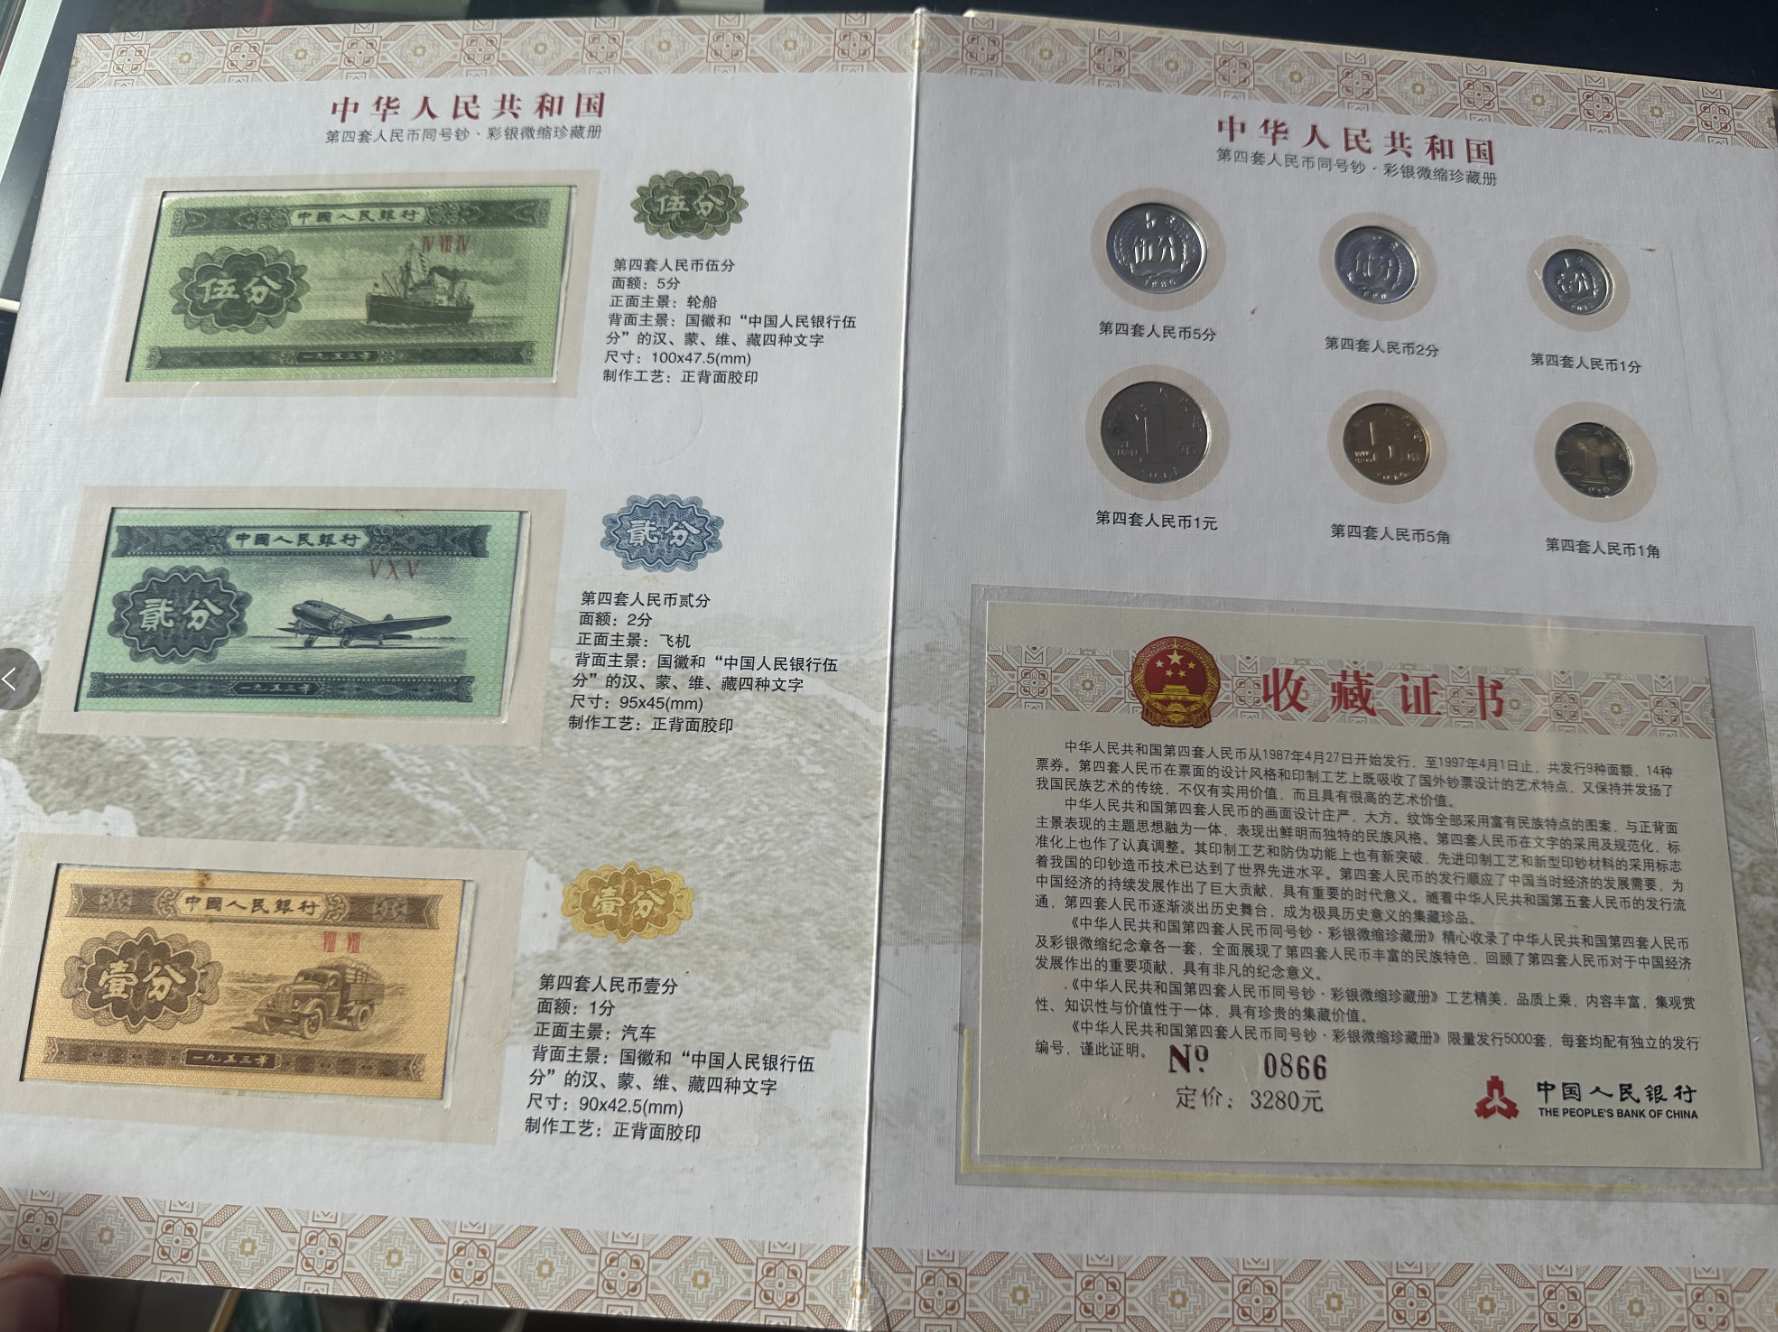 中华人民共和国
第四套人民币同号钞·彩银微缩珍藏册
中國人民銀行
IV VII IV
伍分
一九五三年
伍分
第四套人民币伍分
面额：5分
正面主景：轮船
背面主景：国徽和“中国人民银行伍
分”的汉、蒙、维、藏四种文字
尺寸：100x47.5(mm)
制作工艺：正背面胶印
中國人民銀行
V X V
貳分
一九五三年
貳分
第四套人民币贰分
面额：2分
正面主景：飞机
背面主景：国徽和“中国人民银行伍
分”的汉、蒙、维、藏四种文字
尺寸：95x45(mm)
制作工艺：正背面胶印
中國人民銀行
壹分
一九五三年
壹分
第四套人民币壹分
面额：1分
正面主景：汽车
背面主景：国徽和“中国人民银行伍
分”的汉、蒙、维、藏四种文字
尺寸：90x42.5(mm)
制作工艺：正背面胶印
中华人民共和国
第四套人民币同号钞·彩银微缩珍藏册
伍分
第四套人民币5分
第四套人民币2分
第四套人民币1分
1
第四套人民币1元
5
第四套人民币5角
1
第四套人民币1角
收藏证书
中华人民共和国第四套人民币从1987年4月27日开始发行，至1997年4月1日止，共发行9种面额，14种
票券。第四套人民币在票面的设计风格和印制工艺上既吸收了国外钞票设计的艺术特点，又保持并发扬了
我国民族艺术的传统，不仅有实用价值，而且具有很高的艺术价值。
中华人民共和国第四套人民币的画面设计庄严，大方。纹饰全部采用富有民族特点的图案，与正背面
主景表现的主题思想融为一体，表现出鲜明而独特的民族风格。第四套人民币在文字的采用及规范化，标
准化上也作了认真调整。其印制工艺和防伪功能上也有新突破，先进印制工艺和新型印钞材料的采用标志
着我国的印钞造币技术已达到了世界先进水平。第四套人民币的发行顺应了中国当时经济的发展需要，为
中国经济的持续发展作出了巨大贡献，具有重要的时代意义。随着中华人民共和国第五套人民币的发行流
通，第四套人民币逐渐淡出历史舞台，成为极具历史意义的集藏珍品。
《中华人民共和国第四套人民币同号钞·彩银微缩珍藏册》精心收录了中华人民共和国第四套人民币
及彩银微缩纪念章各一套，全面展现了第四套人民币丰富的民族特色，回顾了第四套人民币对于中国经济
发展作出的重要项献，具有非凡的纪念意义。
《中华人民共和国第四套人民币同号钞·彩银微缩珍藏册》工艺精美，品质上乘，内容丰富，集观赏
性、知识性与价值性于一体，具有珍贵的集藏价值。
《中华人民共和国第四套人民币同号钞·彩银微缩珍藏册》限量发行5000套，每套均配有独立的发行
编号，谨此证明。
Nº 0866
定价：3280元
中国人民银行
THE PEOPLE'S BANK OF CHINA